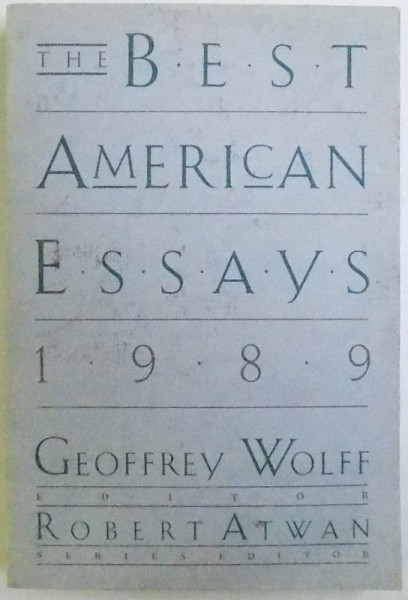 THE B·E·S·T
AMERICAN
E·S·S·A·Y·S
1·9·8·9
GEOFFREY WOLFF
EDITOR
ROBERT ATWAN
SERIES EDITOR